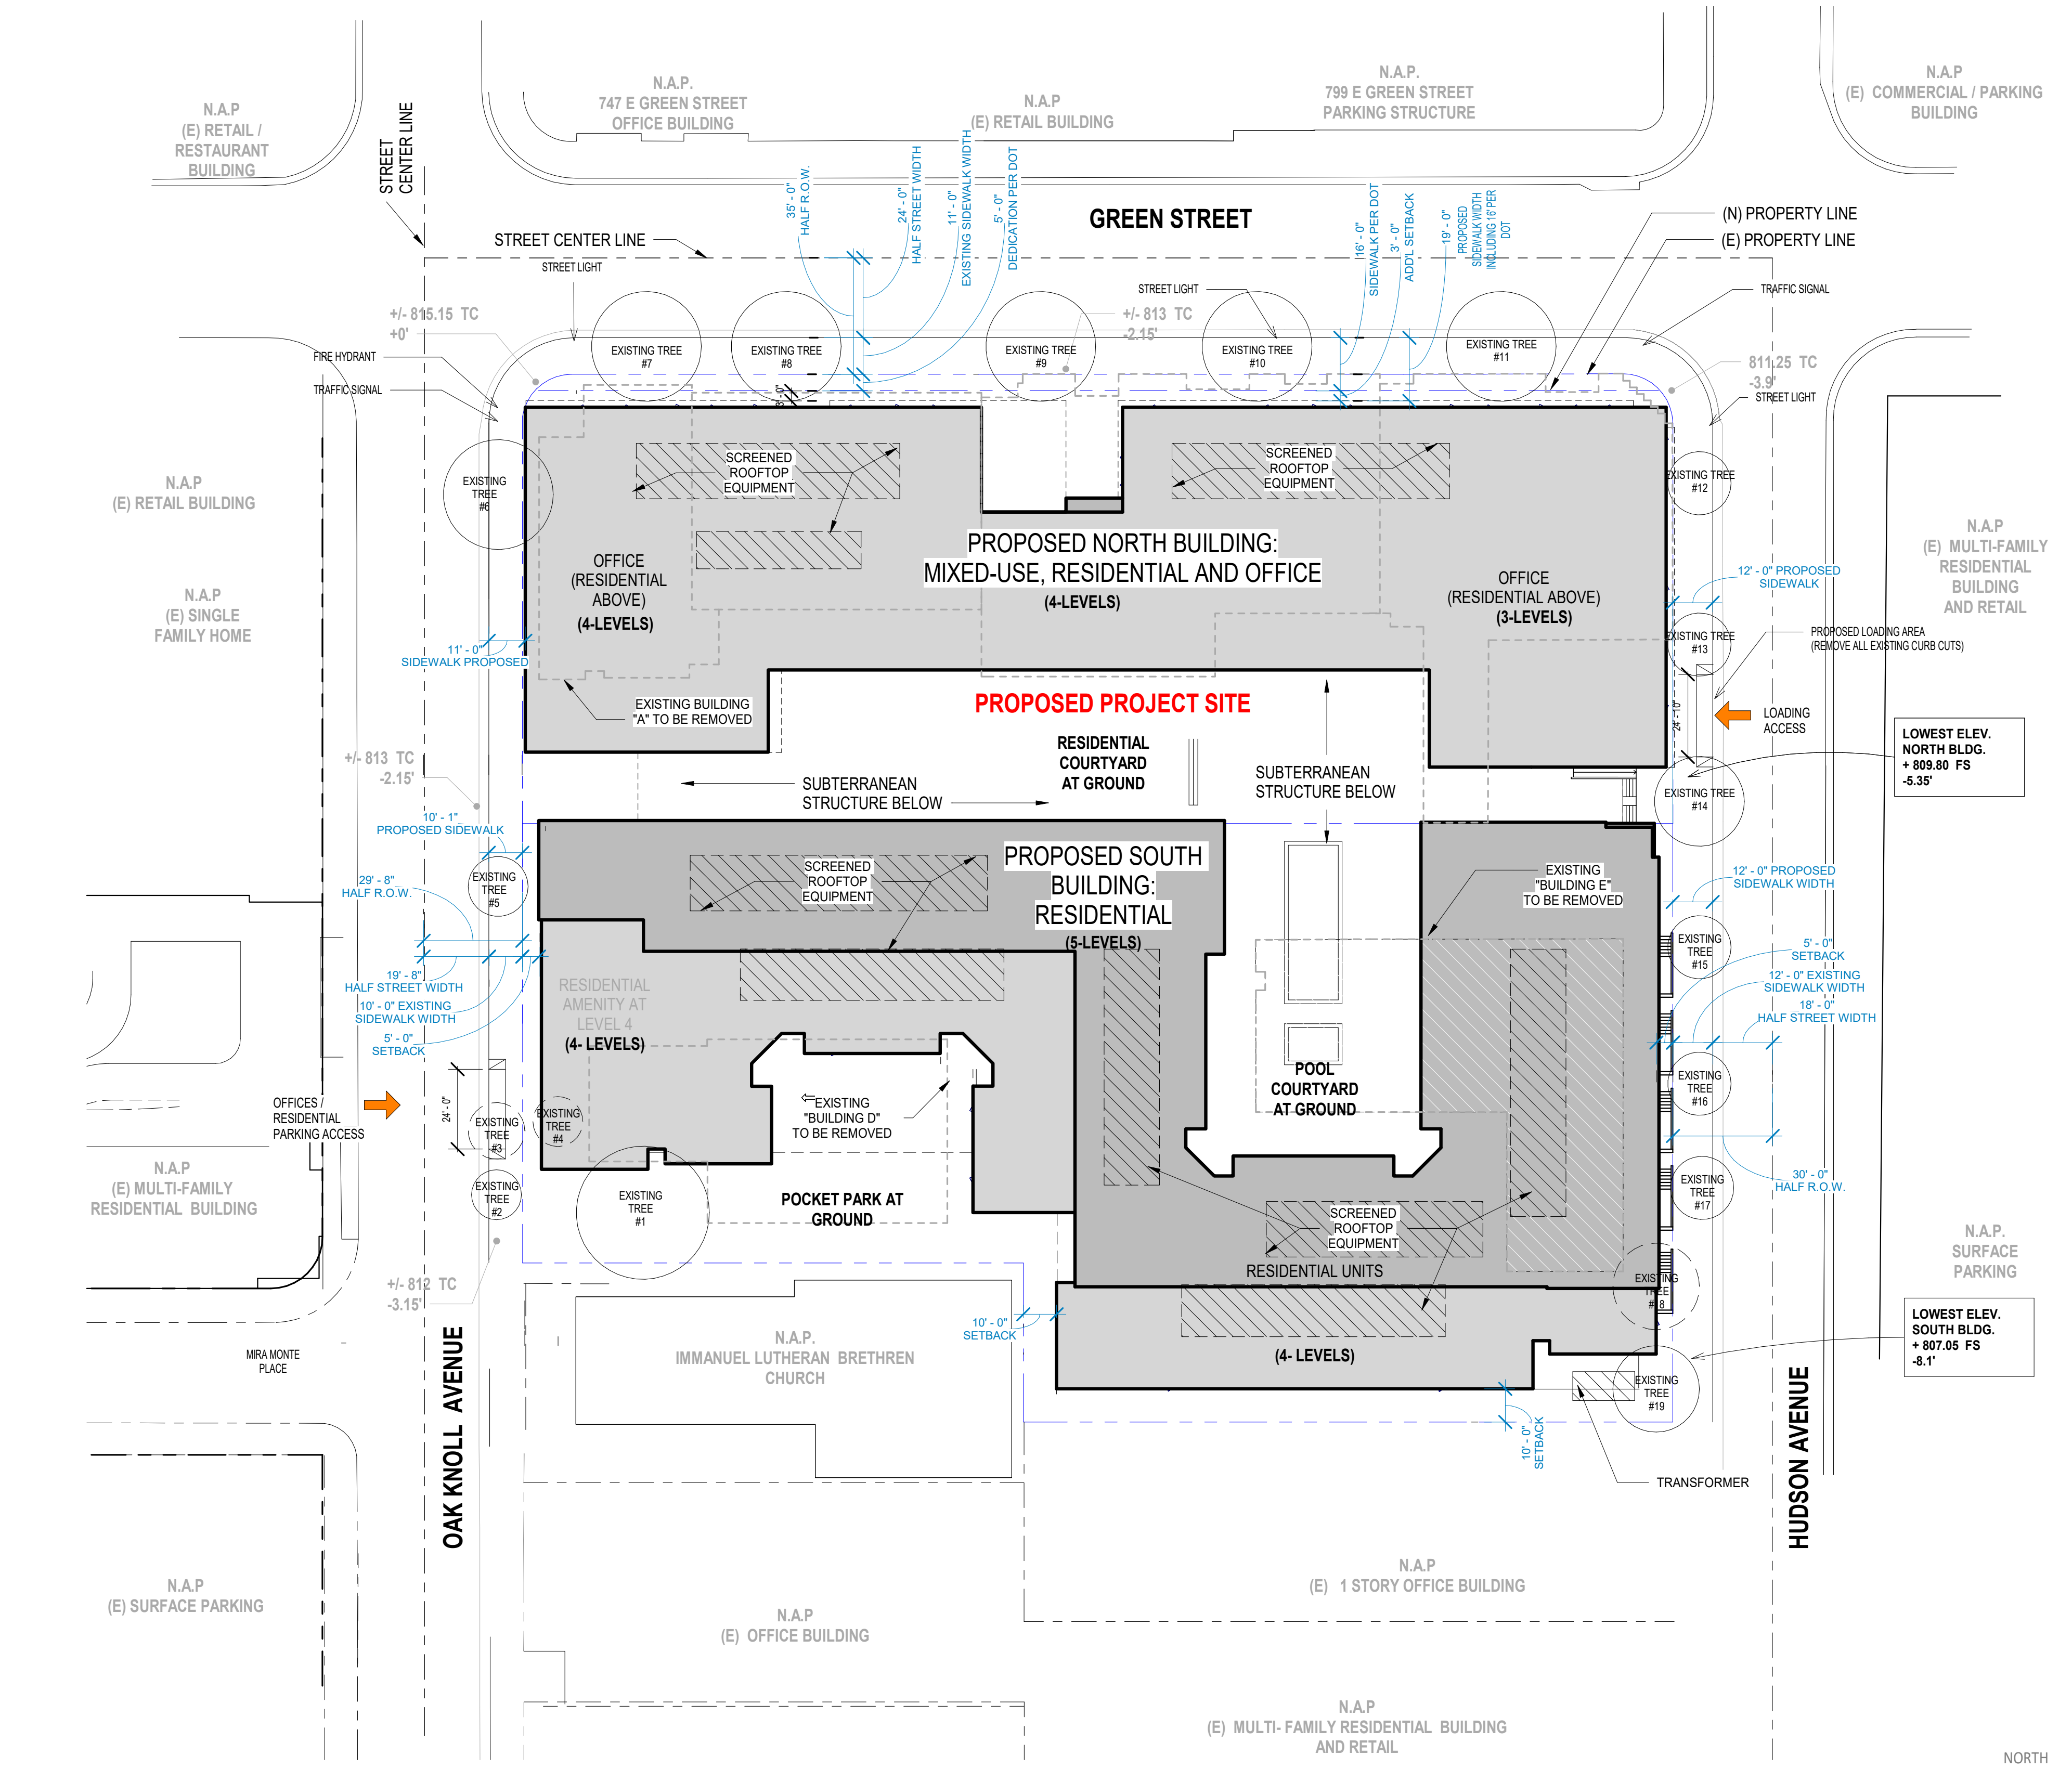 N.A.P
(E) RETAIL /
RESTAURANT
BUILDING
STREET
CENTER LINE
N.A.P.
747 E GREEN STREET
OFFICE BUILDING
N.A.P
(E) RETAIL BUILDING
N.A.P.
799 E GREEN STREET
PARKING STRUCTURE
N.A.P
(E) COMMERCIAL / PARKING
BUILDING
35' - 0"
HALF R.O.W.
24' - 0"
HALF STREET WIDTH
11' - 0"
EXISTING SIDEWALK WIDTH
5' - 0"
DEDICATION PER DOT
GREEN STREET
16' - 0"
SIDEWALK PER DOT
3' - 0"
ADD'L SETBACK
19' - 0"
PROPOSED
SIDEWALK WIDTH
INCLUDING 16' PER
DOT
(N) PROPERTY LINE
(E) PROPERTY LINE
STREET CENTER LINE
STREET LIGHT
STREET LIGHT
TRAFFIC SIGNAL
+/- 815.15 TC
+0'
+/- 813 TC
-2.15'
FIRE HYDRANT
TRAFFIC SIGNAL
EXISTING TREE
#7
EXISTING TREE
#8
EXISTING TREE
#9
EXISTING TREE
#10
EXISTING TREE
#11
811.25 TC
-3.9'
STREET LIGHT
3' - 0"
N.A.P
(E) RETAIL BUILDING
EXISTING
TREE
#6
SCREENED
ROOFTOP
EQUIPMENT
SCREENED
ROOFTOP
EQUIPMENT
EXISTING TREE
#12
PROPOSED NORTH BUILDING:
MIXED-USE, RESIDENTIAL AND OFFICE
(4-LEVELS)
OFFICE
(RESIDENTIAL
ABOVE)
(4-LEVELS)
OFFICE
(RESIDENTIAL ABOVE)
(3-LEVELS)
12' - 0" PROPOSED
SIDEWALK
N.A.P
(E) MULTI-FAMILY
RESIDENTIAL
BUILDING
AND RETAIL
N.A.P
(E) SINGLE
FAMILY HOME
11' - 0"
SIDEWALK PROPOSED
EXISTING TREE
#13
PROPOSED LOADING AREA
(REMOVE ALL EXISTING CURB CUTS)
EXISTING BUILDING
"A" TO BE REMOVED
PROPOSED PROJECT SITE
24' - 10"
LOADING
ACCESS
LOWEST ELEV.
NORTH BLDG.
+ 809.80 FS
-5.35'
RESIDENTIAL
COURTYARD
AT GROUND
+/- 813 TC
-2.15'
SUBTERRANEAN
STRUCTURE BELOW
SUBTERRANEAN
STRUCTURE BELOW
EXISTING TREE
#14
10' - 1"
PROPOSED SIDEWALK
29' - 8"
HALF R.O.W.
EXISTING
TREE
#5
SCREENED
ROOFTOP
EQUIPMENT
PROPOSED SOUTH
BUILDING:
RESIDENTIAL
(5-LEVELS)
EXISTING
"BUILDING E"
TO BE REMOVED
12' - 0" PROPOSED
SIDEWALK WIDTH
EXISTING
TREE
#15
5' - 0"
SETBACK
12' - 0" EXISTING
SIDEWALK WIDTH
18' - 0"
HALF STREET WIDTH
19' - 8"
HALF STREET WIDTH
10' - 0" EXISTING
SIDEWALK WIDTH
5' - 0"
SETBACK
RESIDENTIAL
AMENITY AT
LEVEL 4
(4- LEVELS)
POOL
COURTYARD
AT GROUND
EXISTING
TREE
#16
OFFICES /
RESIDENTIAL
PARKING ACCESS
24' - 0"
EXISTING
TREE
#3
EXISTING
TREE
#4
EXISTING
"BUILDING D"
TO BE REMOVED
N.A.P
(E) MULTI-FAMILY
RESIDENTIAL BUILDING
EXISTING
TREE
#2
EXISTING
TREE
#1
POCKET PARK AT
GROUND
EXISTING
TREE
#17
30' - 0"
HALF R.O.W.
SCREENED
ROOFTOP
EQUIPMENT
RESIDENTIAL UNITS
N.A.P.
SURFACE
PARKING
EXISTING
TREE
#18
+/- 812 TC
-3.15'
10' - 0"
SETBACK
LOWEST ELEV.
SOUTH BLDG.
+ 807.05 FS
-8.1'
MIRA MONTE
PLACE
N.A.P.
IMMANUEL LUTHERAN BRETHREN
CHURCH
(4- LEVELS)
EXISTING
TREE
#19
OAK KNOLL AVENUE
10' - 0"
SETBACK
TRANSFORMER
HUDSON AVENUE
N.A.P
(E) SURFACE PARKING
N.A.P
(E) OFFICE BUILDING
N.A.P
(E) 1 STORY OFFICE BUILDING
N.A.P
(E) MULTI- FAMILY RESIDENTIAL BUILDING
AND RETAIL
NORTH